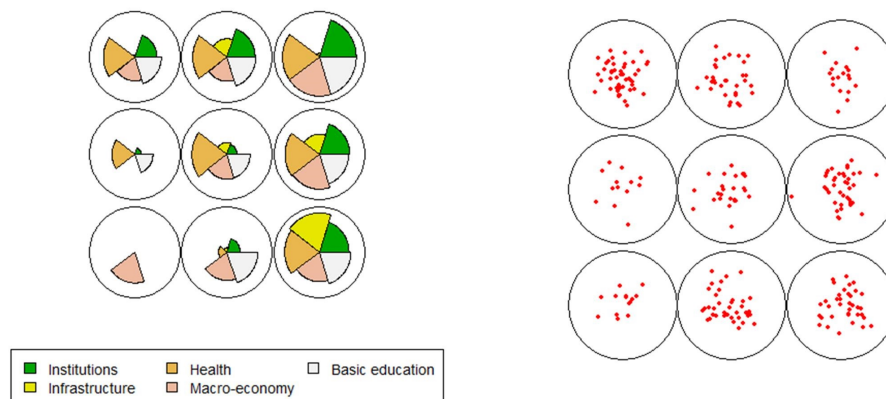 Institutions
Health
Basic education
Infrastructure
Macro-economy